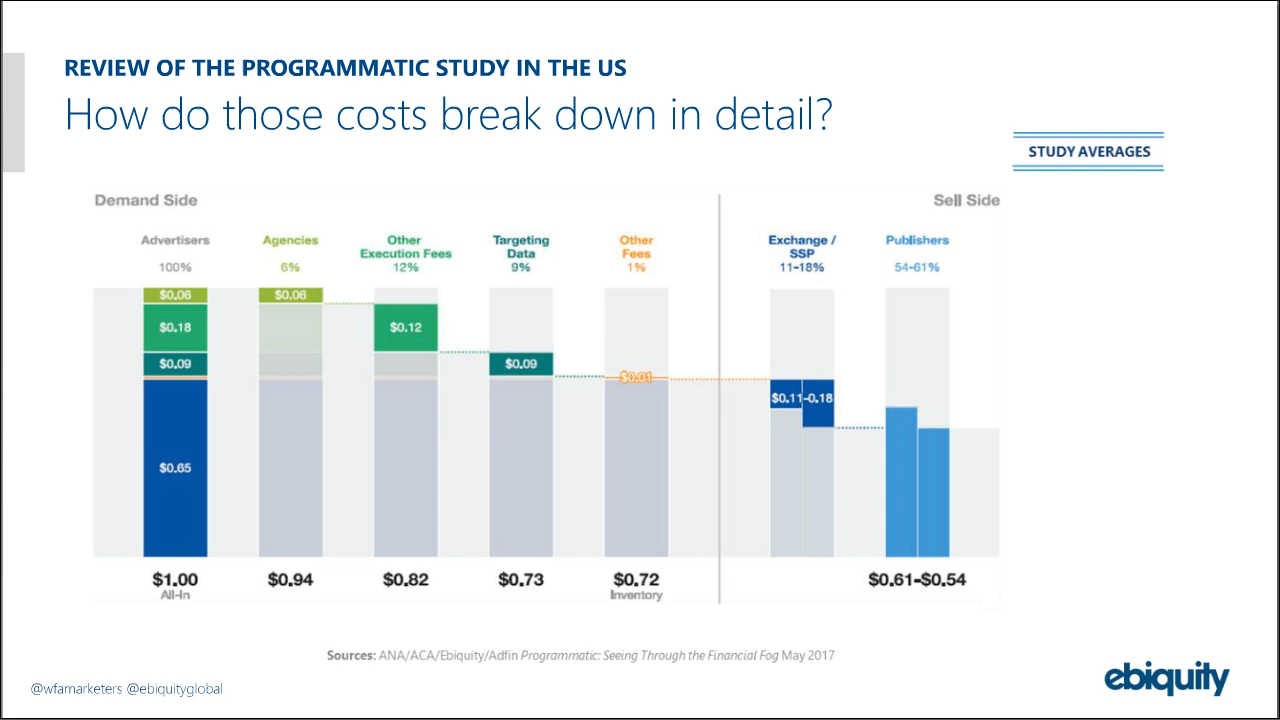 REVIEW OF THE PROGRAMMATIC STUDY IN THE US
How do those costs break down in detail?
STUDY AVERAGES
Demand Side
Sell Side
Advertisers
100%
Agencies
6%
Other
Execution Fees
12%
Targeting
Data
9%
Other
Fees
1%
Exchange /
SSP
11-18%
Publishers
54-61%
$0.06
$0.06
$0.18
$0.12
$0.09
$0.09
$0.01
$0.11-0.18
$0.65
$1.00
All-In
$0.94
$0.82
$0.73
$0.72
Inventory
$0.61-$0.54
Sources: ANA/ACA/Ebiquity/Adfin Programmatic: Seeing Through the Financial Fog May 2017
@wfamarketers @ebiquityglobal
ebiquity